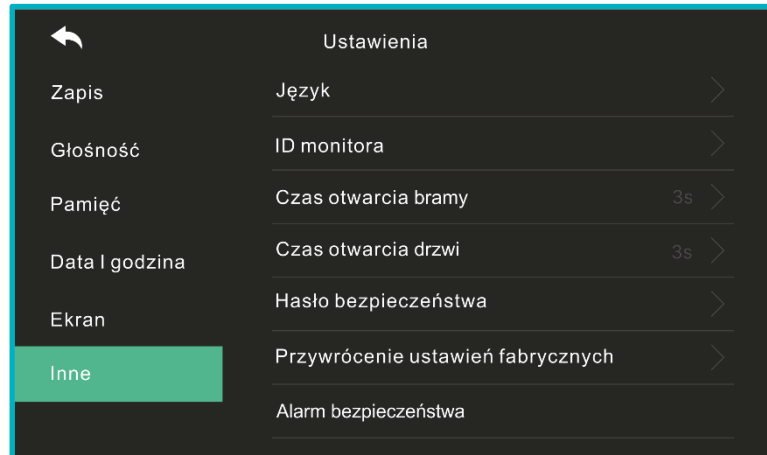 Ustawienia
Zapis
Głośność
Pamięć
Data I godzina
Ekran
Inne
Język
ID monitora
Czas otwarcia bramy 3s
Czas otwarcia drzwi 3s
Hasło bezpieczeństwa
Przywrócenie ustawień fabrycznych
Alarm bezpieczeństwa